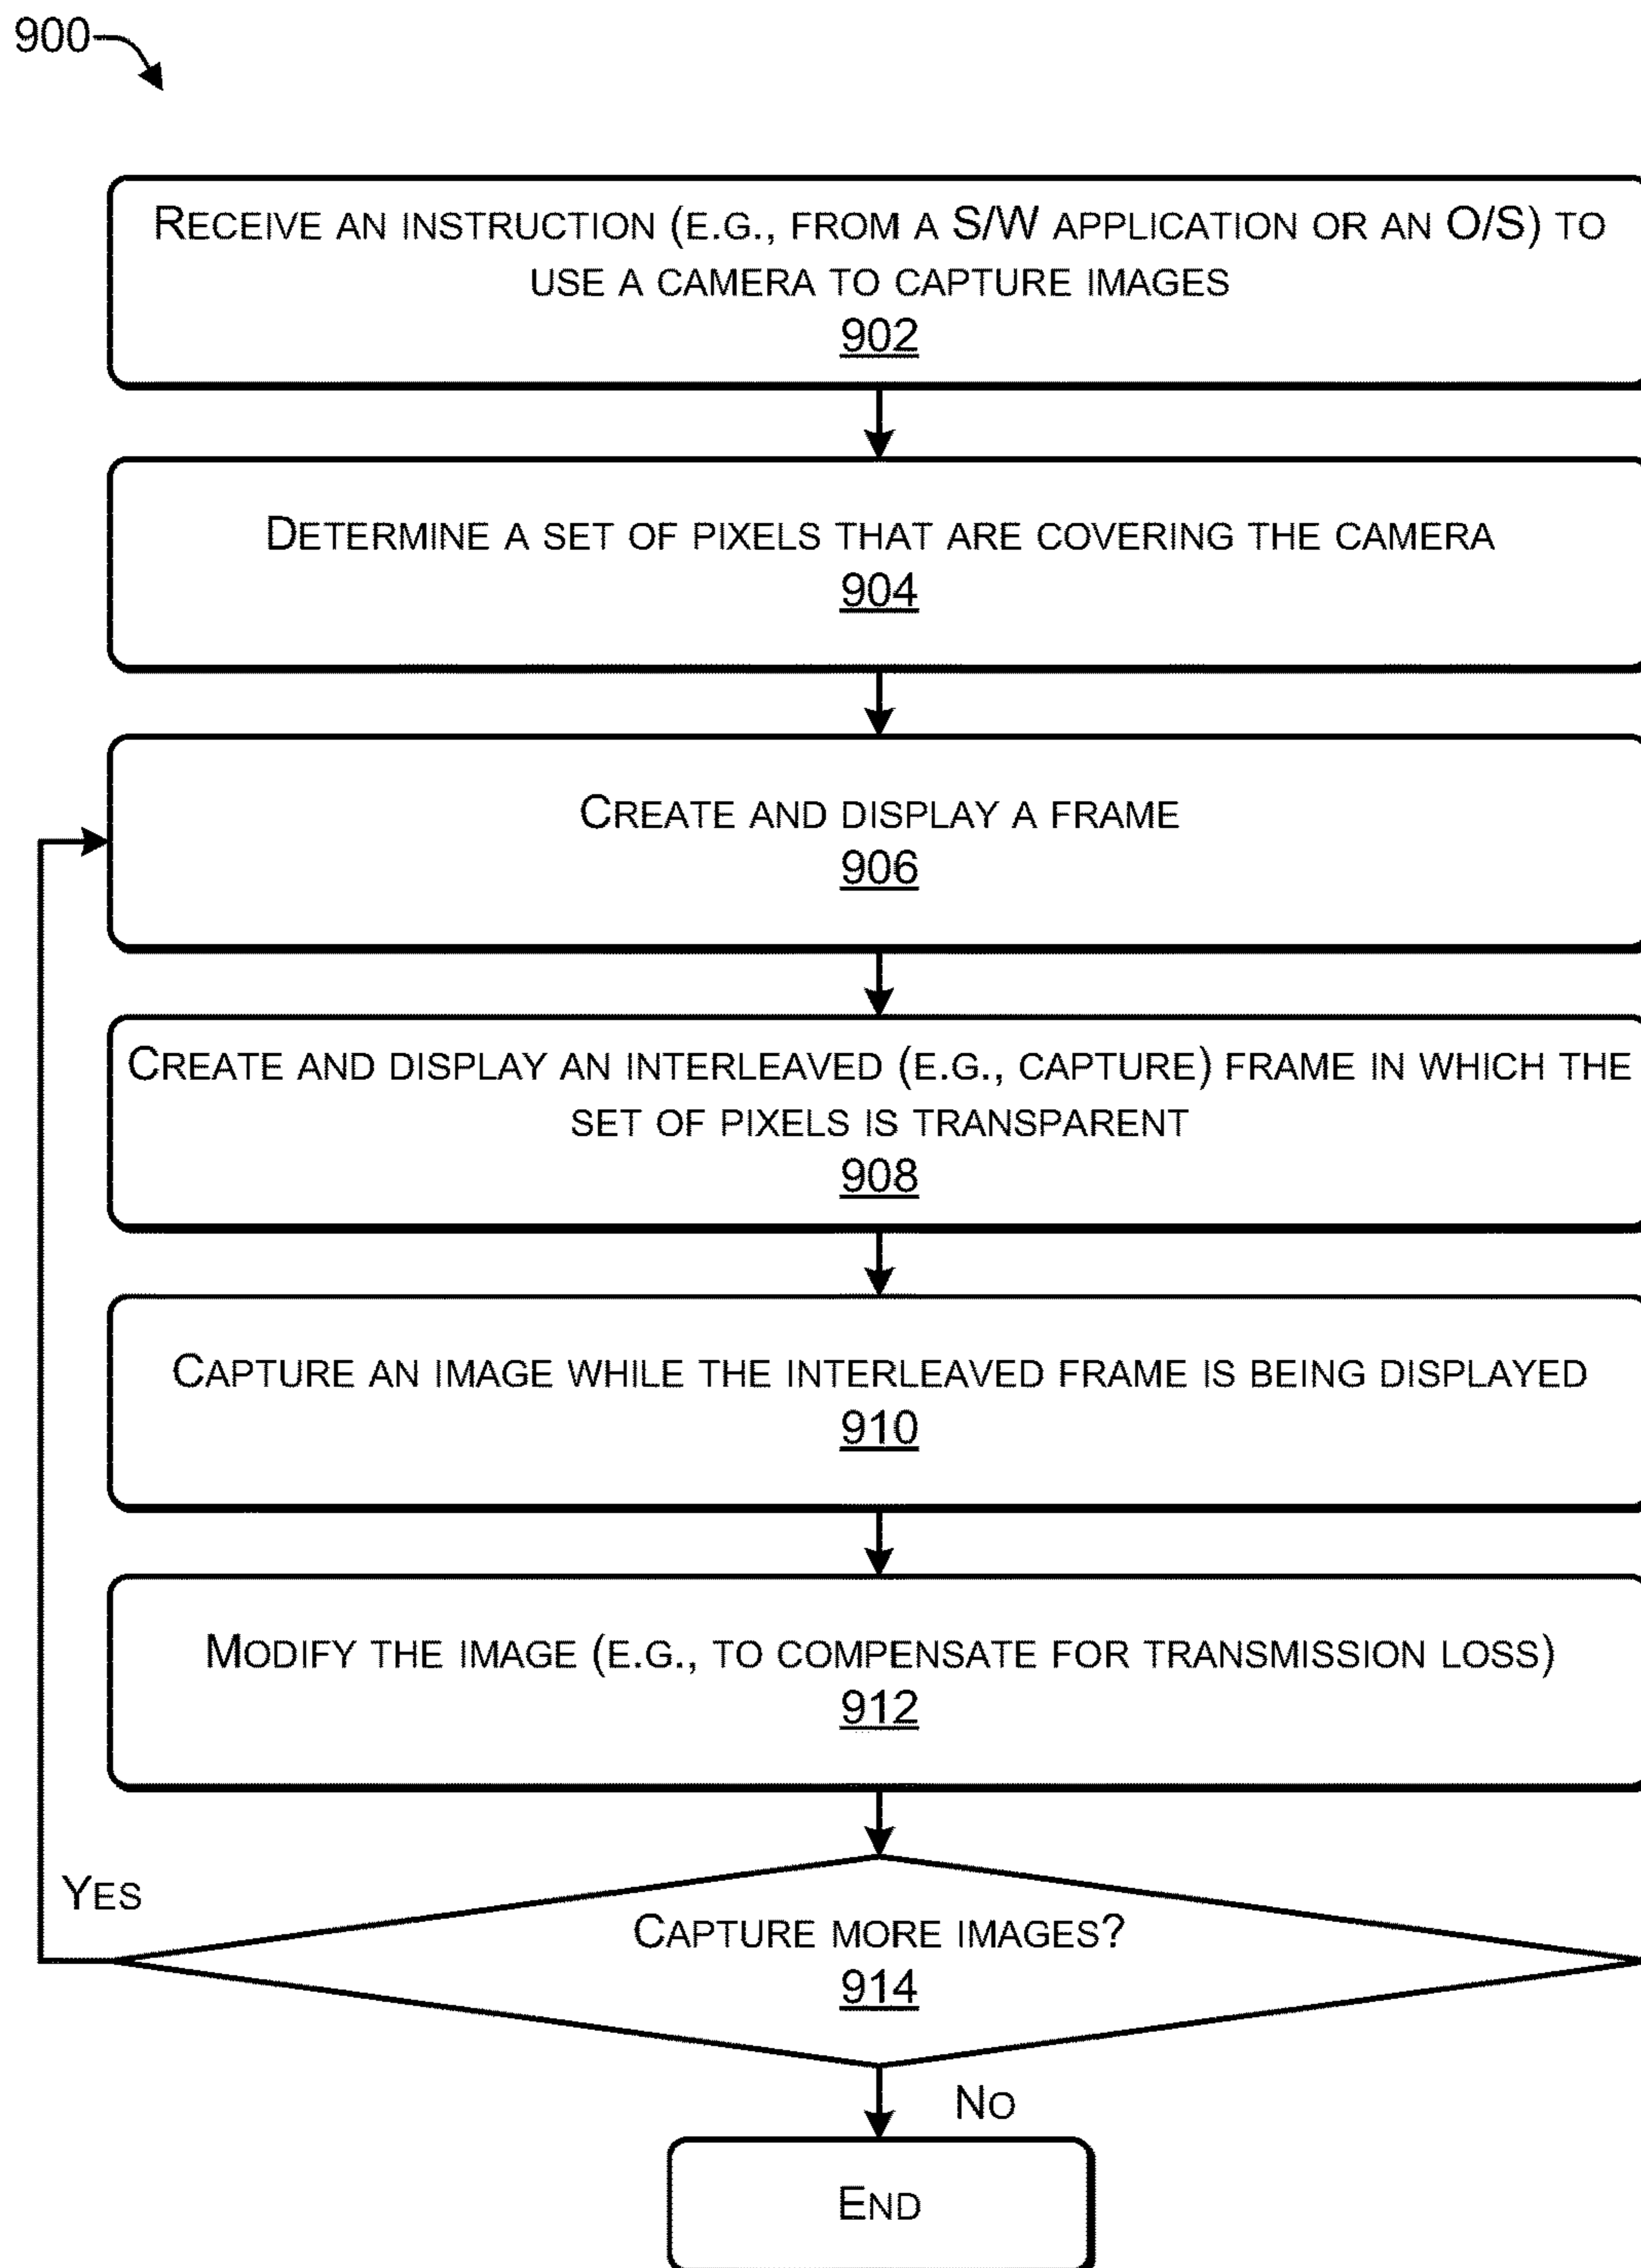 900
RECEIVE AN INSTRUCTION (E.G., FROM A S/W APPLICATION OR AN O/S) TO
USE A CAMERA TO CAPTURE IMAGES
902
DETERMINE A SET OF PIXELS THAT ARE COVERING THE CAMERA
904
CREATE AND DISPLAY A FRAME
906
CREATE AND DISPLAY AN INTERLEAVED (E.G., CAPTURE) FRAME IN WHICH THE
SET OF PIXELS IS TRANSPARENT
908
CAPTURE AN IMAGE WHILE THE INTERLEAVED FRAME IS BEING DISPLAYED
910
MODIFY THE IMAGE (E.G., TO COMPENSATE FOR TRANSMISSION LOSS)
912
YES
CAPTURE MORE IMAGES?
914
NO
END